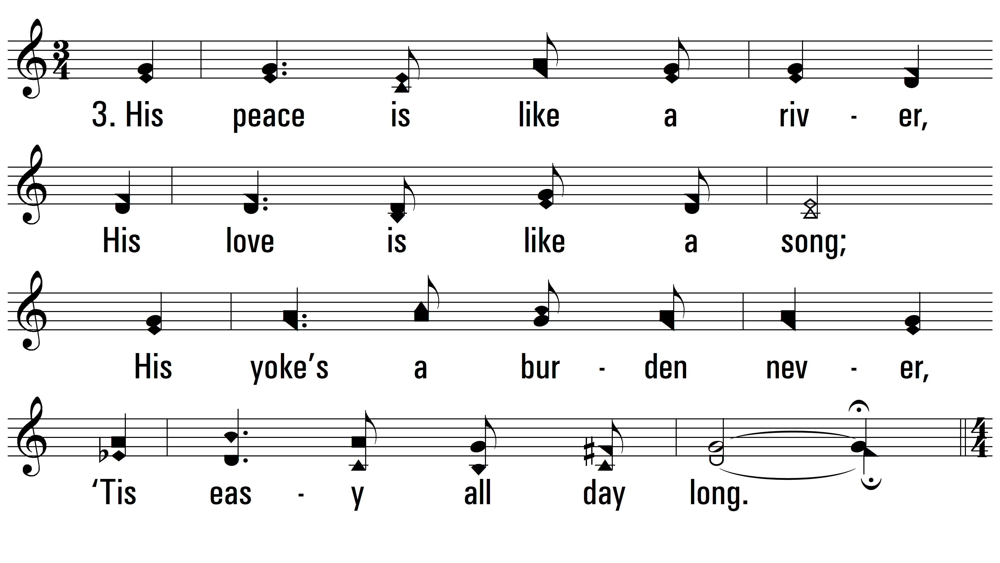 3. His peace is like a riv - er,
His love is like a song;
His yoke’s a bur - den nev - er,
‘Tis eas - y all day long.